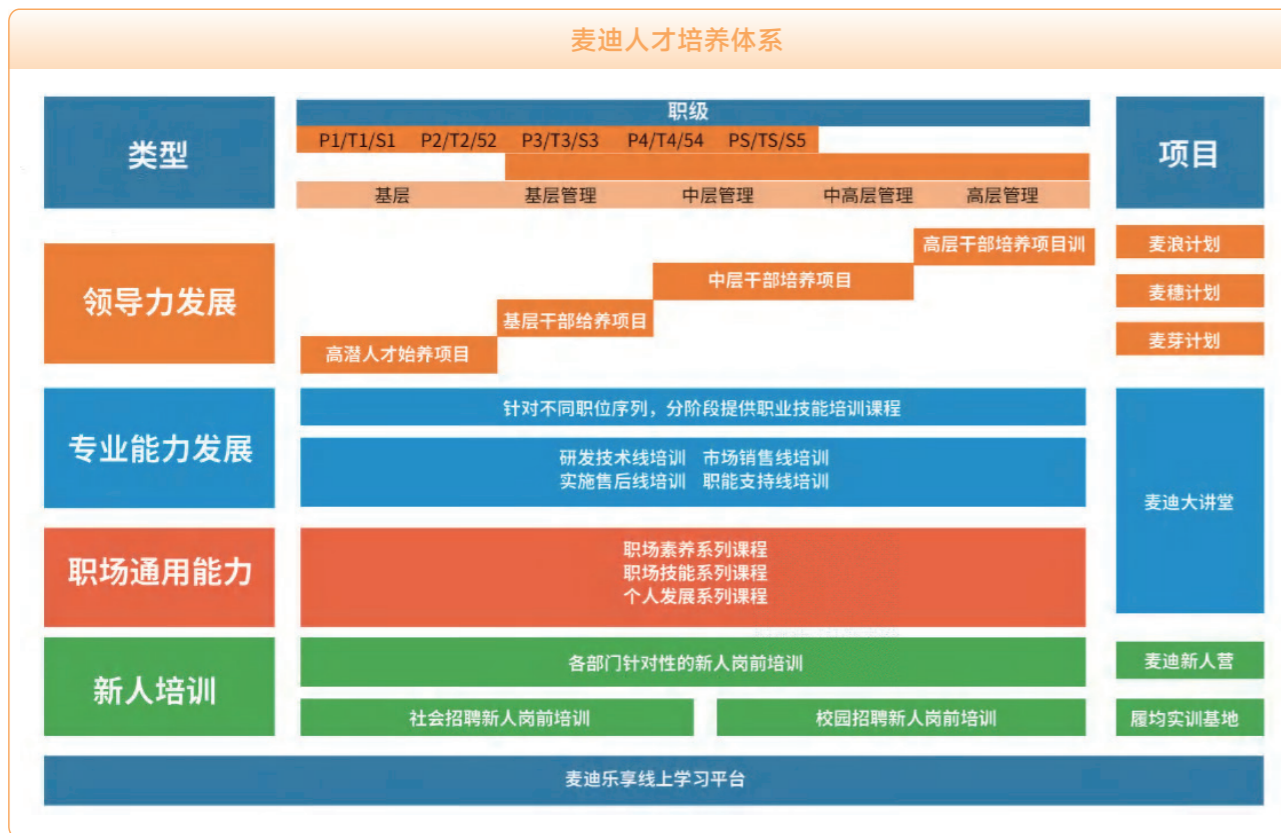 麦迪人才培养体系
类型
职级
项目
P1/T1/S1 P2/T2/52 P3/T3/S3 P4/T4/54 PS/TS/S5
基层 基层管理 中层管理 中高层管理 高层管理
领导力发展
高层干部培养项目训
麦浪计划
中层干部培养项目
麦穗计划
基层干部给养项目
麦芽计划
高潜人才始养项目
专业能力发展
针对不同职位序列，分阶段提供职业技能培训课程
研发技术线培训 市场销售线培训
实施售后线培训 职能支持线培训
麦迪大讲堂
职场通用能力
职场素养系列课程
职场技能系列课程
个人发展系列课程
新人培训
各部门针对性的新人岗前培训
麦迪新人营
社会招聘新人岗前培训 校园招聘新人岗前培训
履均实训基地
麦迪乐享线上学习平台